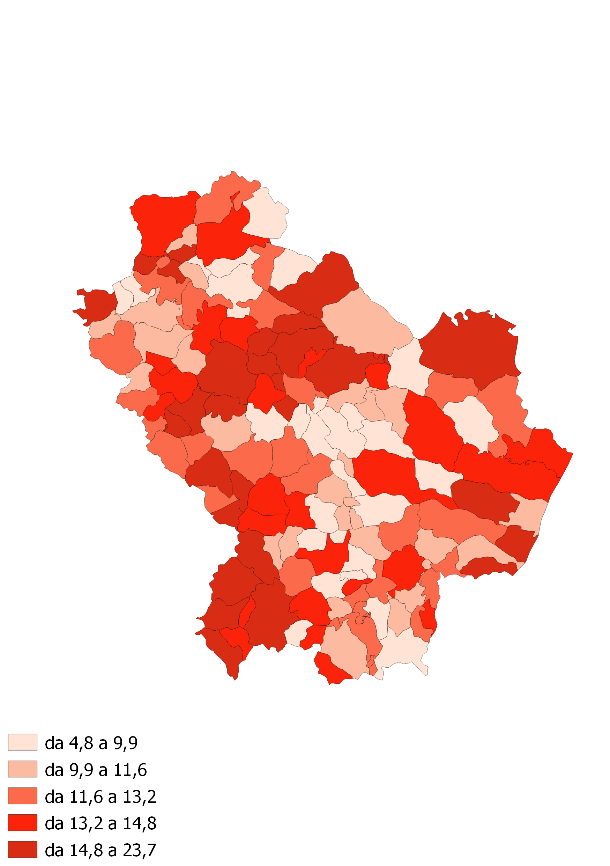 da 4,8 a 9,9
da 9,9 a 11,6
da 11,6 a 13,2
da 13,2 a 14,8
da 14,8 a 23,7